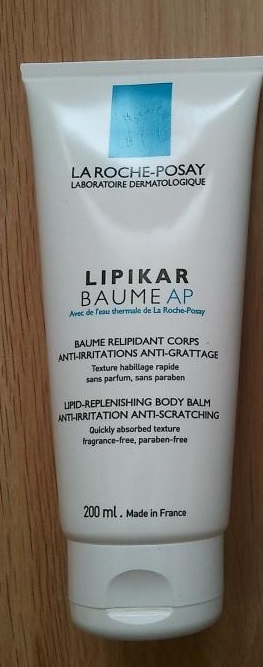 LA ROCHE-POSAY
LABORATOIRE DERMATOLOGIQUE
LIPIKAR
BAUME AP
Avec de l'eau thermale de La Roche-Posay
BAUME RELIPIDANT CORPS
ANTI-IRRITATIONS ANTI-GRATTAGE
Texture habillage rapide
sans parfum, sans paraben
LIPID-REPLENISHING BODY BALM
ANTI-IRRITATION ANTI-SCRATCHING
Quickly absorbed texture
fragrance-free, paraben-free
200 ml . Made in France